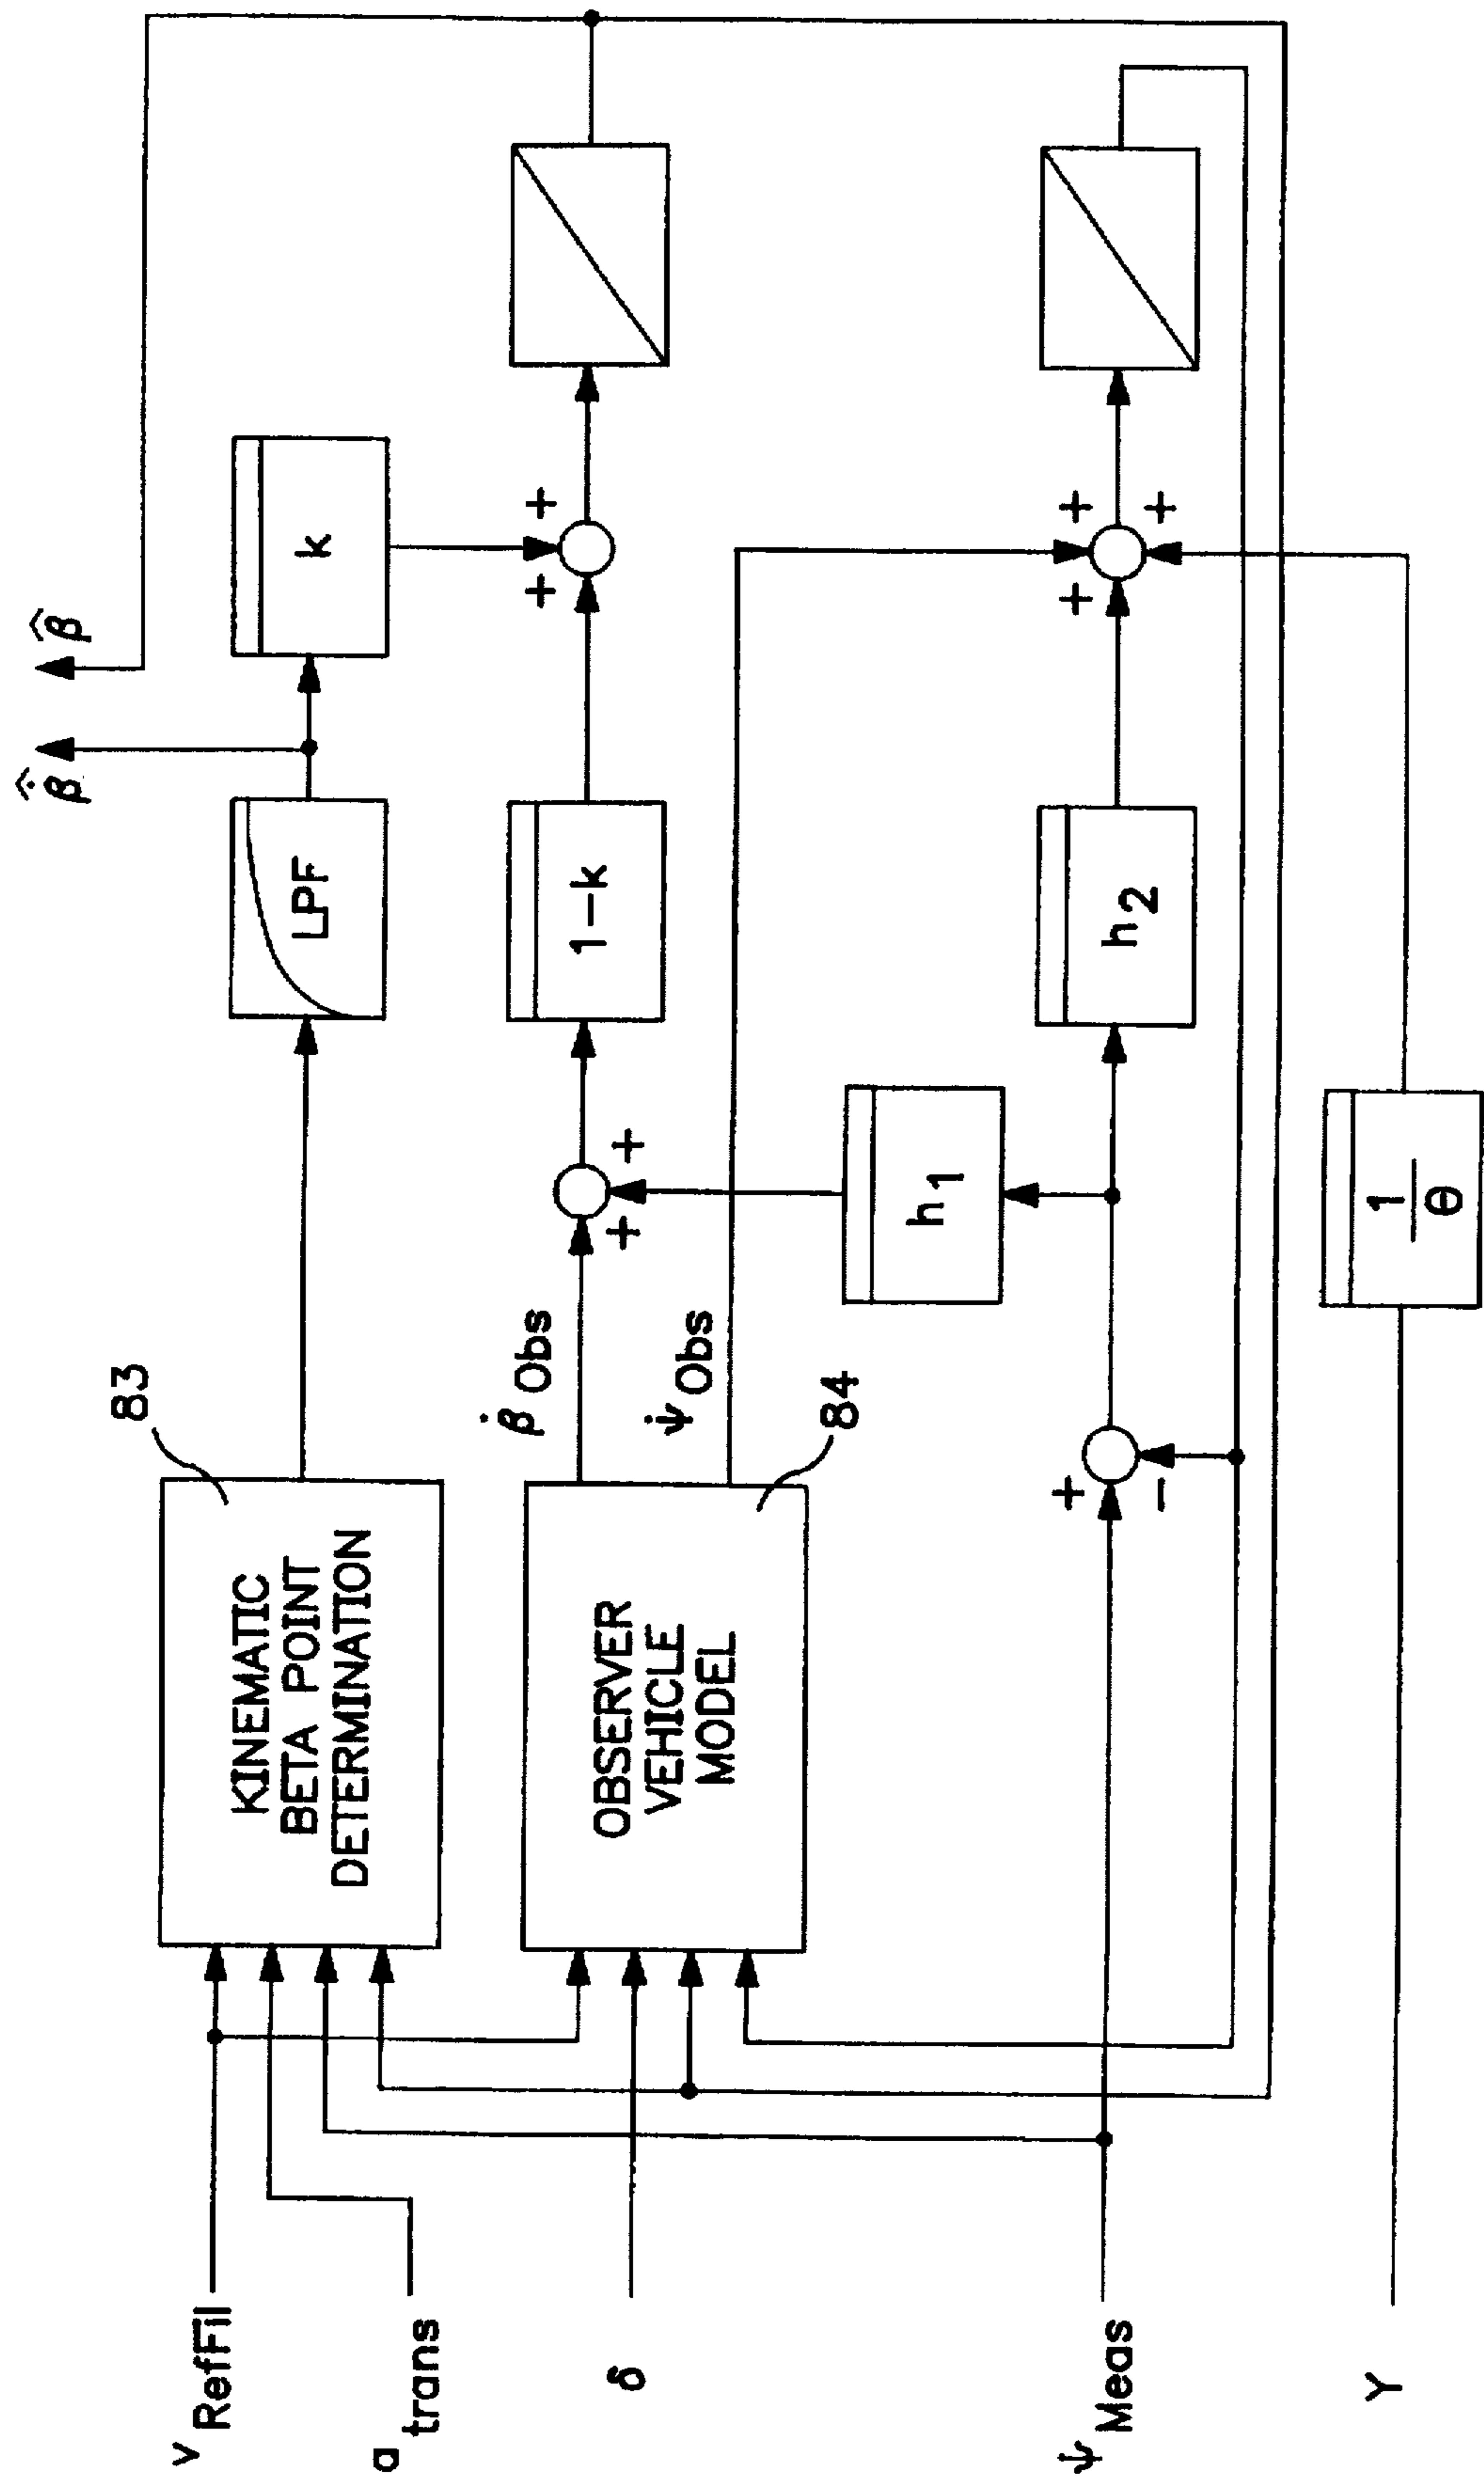 v RefFil
a trans
δ
ψ Meas
Y
KINEMATIC
BETA POINT
DETERMINATION
83
OBSERVER
VEHICLE
MODEL
84
β̇ Obs
ψ̇ Obs
+
-
+
+
h1
1
θ
LPF
1-k
h2
β̇̂
β̂
k
+
+
+
+
+